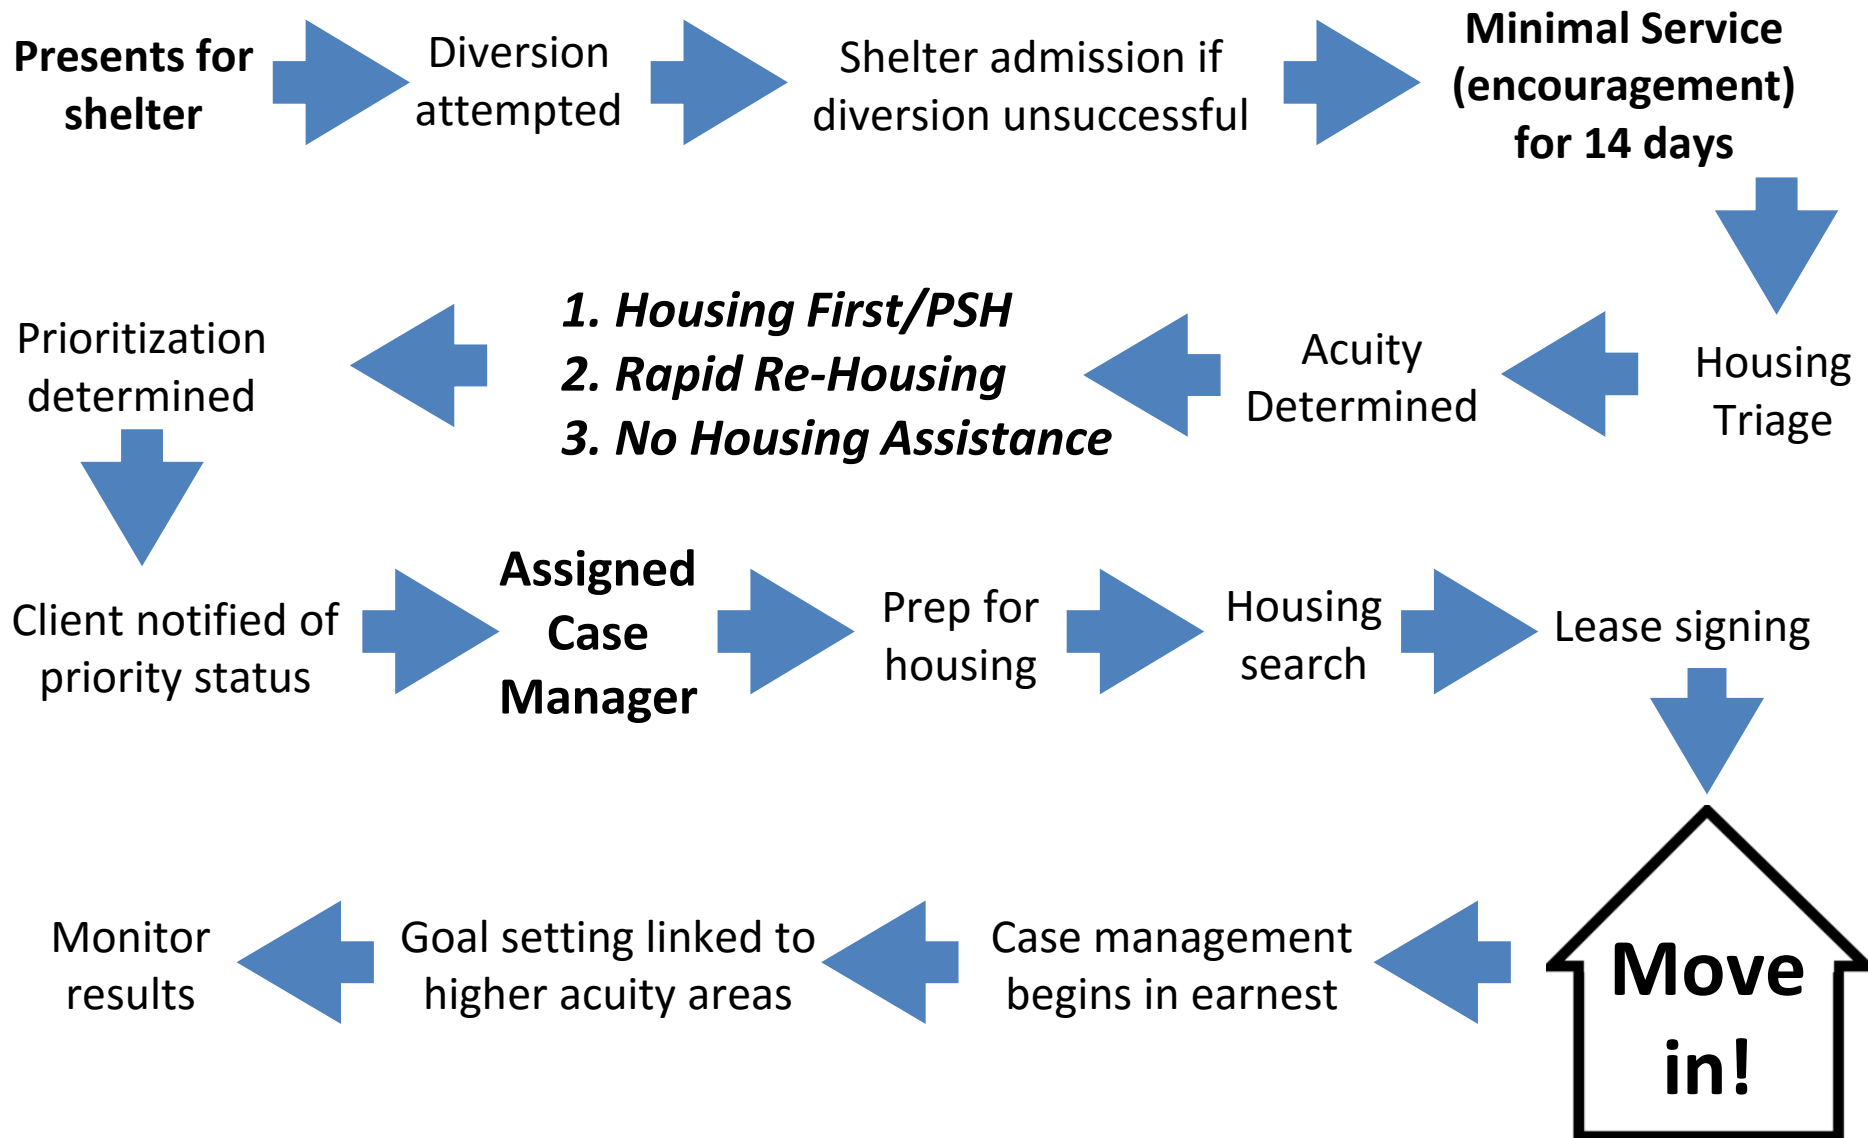 Presents for
shelter
Diversion
attempted
Shelter admission if
diversion unsuccessful
Minimal Service
(encouragement)
for 14 days
Housing
Triage
Acuity
Determined
1. Housing First/PSH
2. Rapid Re-Housing
3. No Housing Assistance
Prioritization
determined
Client notified of
priority status
Assigned
Case
Manager
Prep for
housing
Housing
search
Lease signing
Move
in!
Case management
begins in earnest
Goal setting linked to
higher acuity areas
Monitor
results